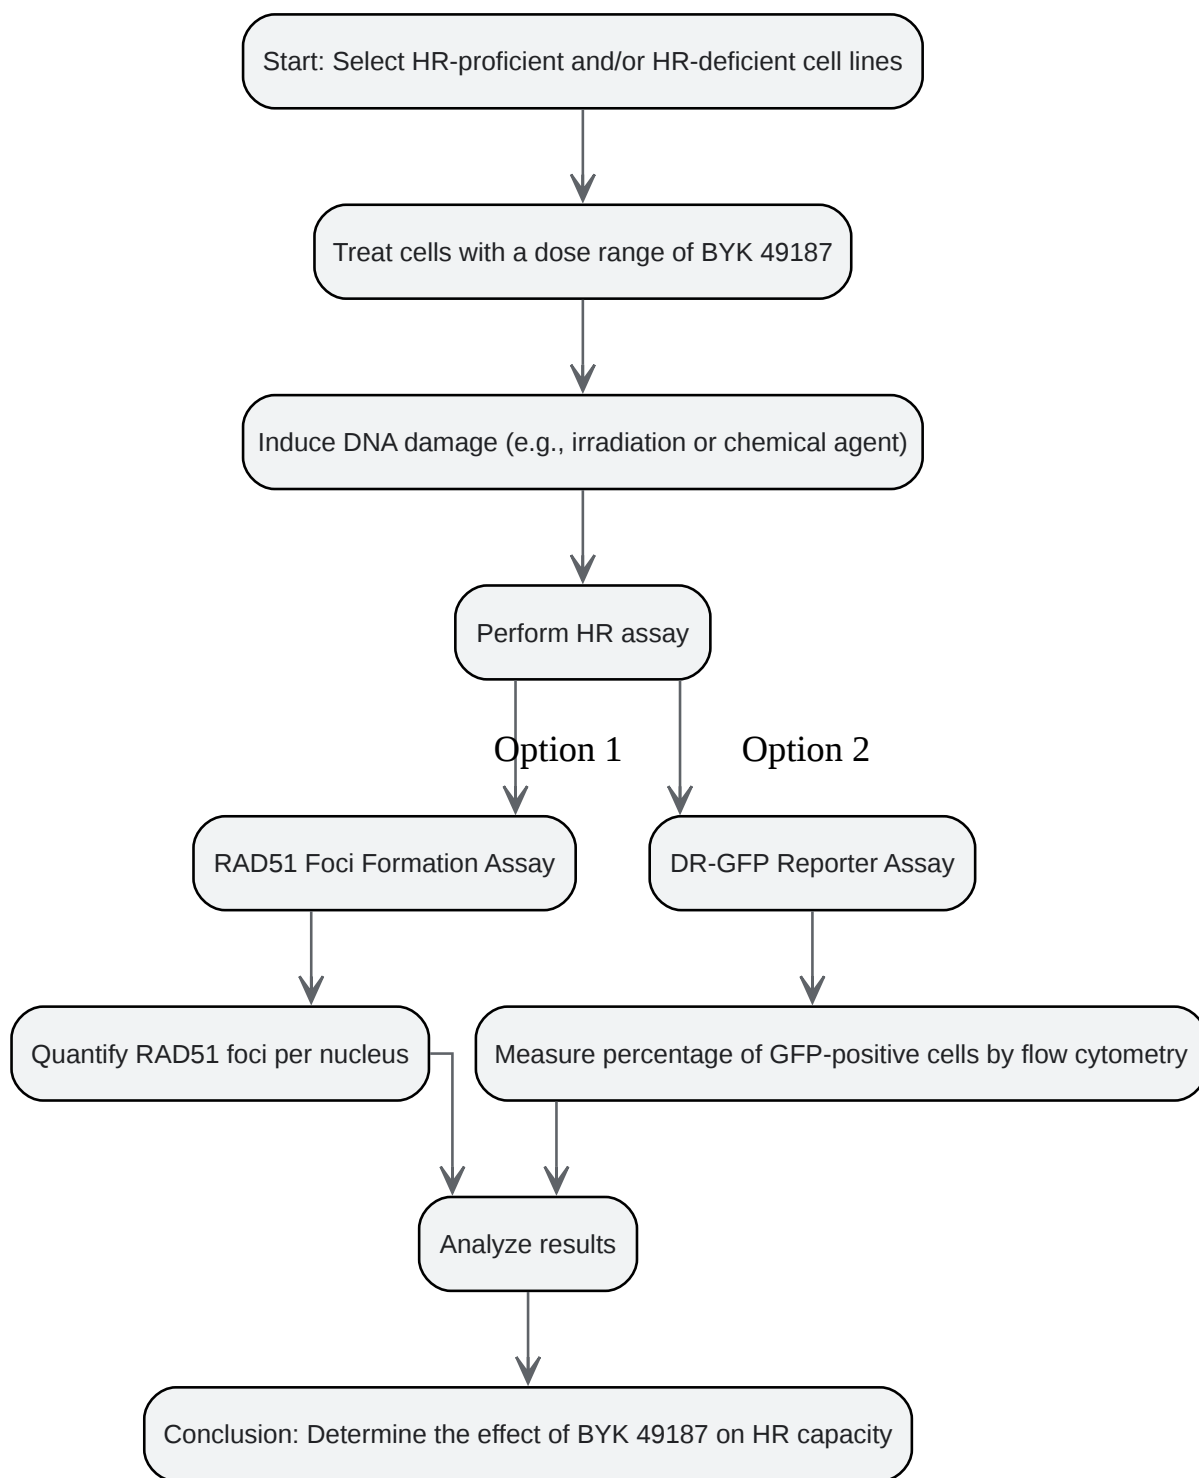 Start: Select HR-proficient and/or HR-deficient cell lines
Treat cells with a dose range of BYK 49187
Induce DNA damage (e.g., irradiation or chemical agent)
Perform HR assay
Option 1
Option 2
RAD51 Foci Formation Assay
DR-GFP Reporter Assay
Quantify RAD51 foci per nucleus
Measure percentage of GFP-positive cells by flow cytometry
Analyze results
Conclusion: Determine the effect of BYK 49187 on HR capacity